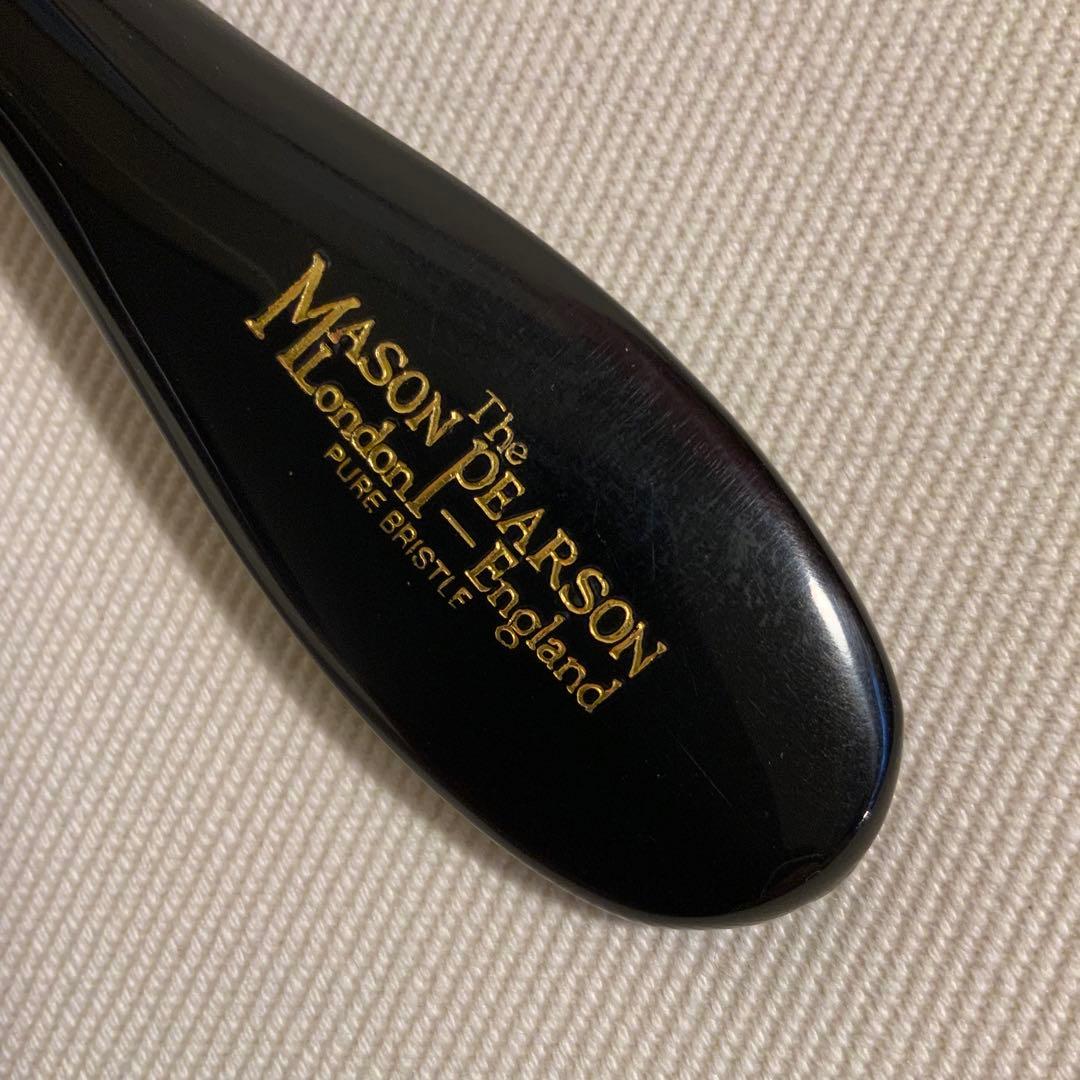 The
MASON PEARSON
London – England
PURE BRISTLE